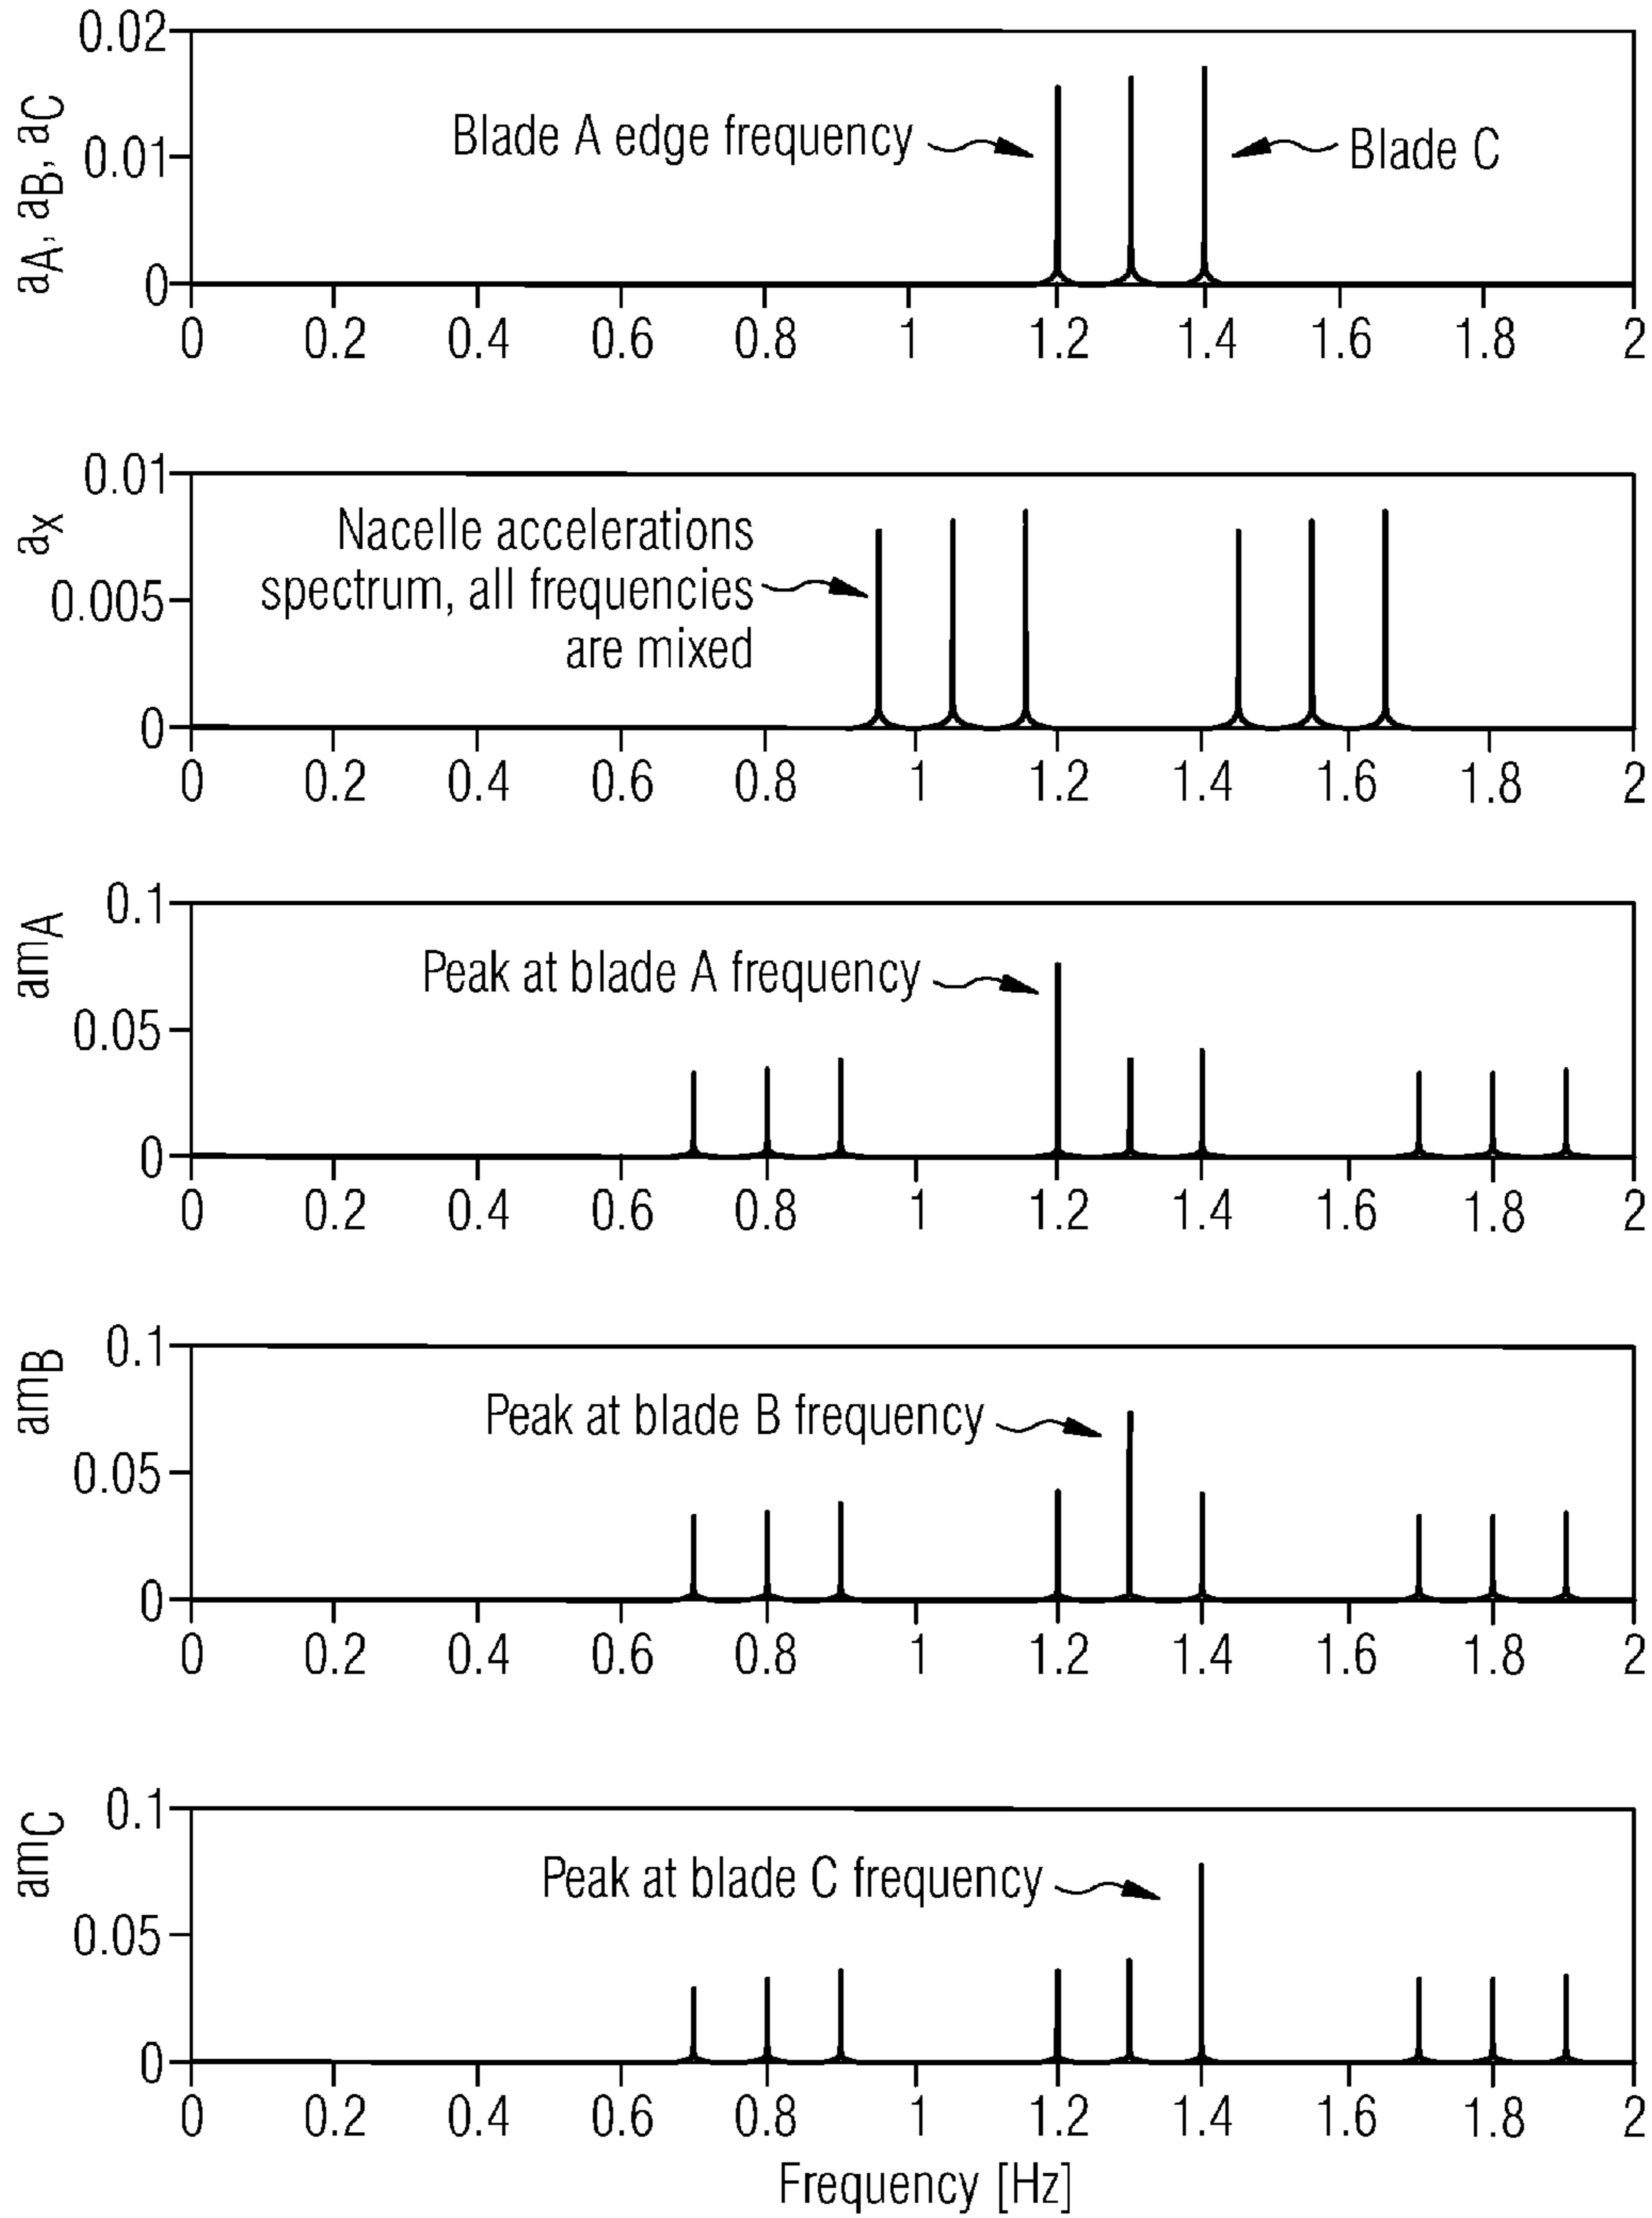 0.02
0.01
0
aA, aB, aC
Blade A edge frequency
Blade C
0 0.2 0.4 0.6 0.8 1 1.2 1.4 1.6 1.8 2
0.01
0.005
0
ax
Nacelle accelerations
spectrum, all frequencies
are mixed
0 0.2 0.4 0.6 0.8 1 1.2 1.4 1.6 1.8 2
0.1
0.05
0
amA
Peak at blade A frequency
0 0.2 0.4 0.6 0.8 1 1.2 1.4 1.6 1.8 2
0.1
0.05
0
amB
Peak at blade B frequency
0 0.2 0.4 0.6 0.8 1 1.2 1.4 1.6 1.8 2
0.1
0.05
0
amC
Peak at blade C frequency
0 0.2 0.4 0.6 0.8 1 1.2 1.4 1.6 1.8 2
Frequency [Hz]